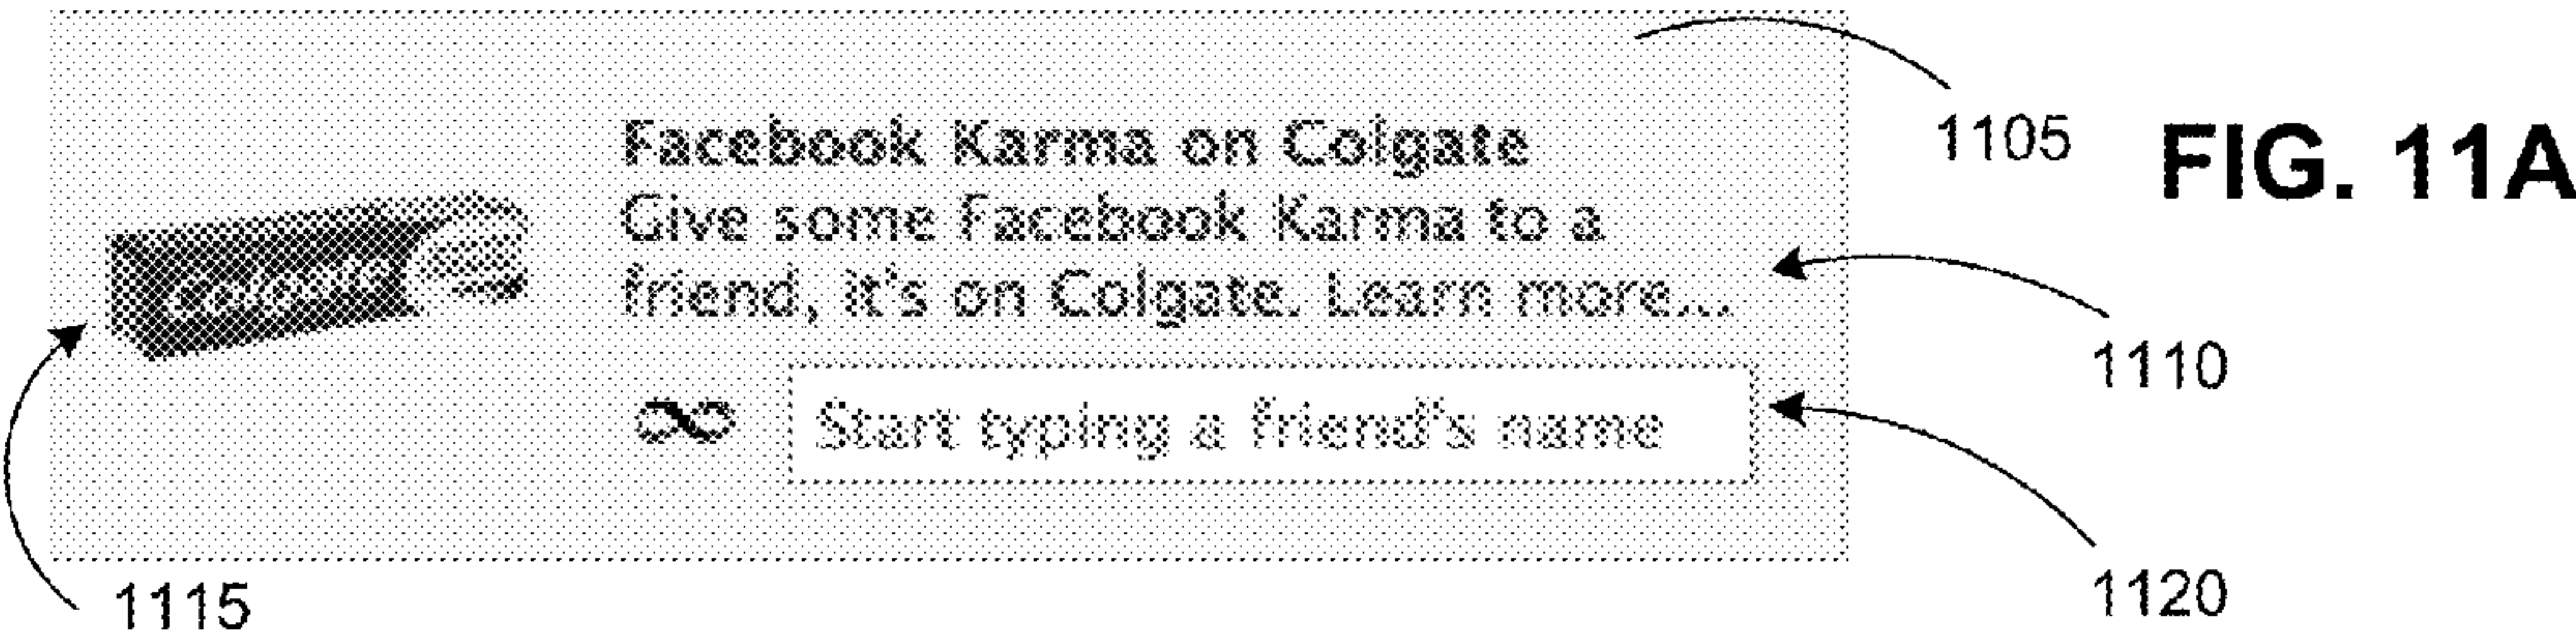 Facebook Karma on Colgate
Give some Facebook Karma to a
friend, it's on Colgate. Learn more...
Start typing a friend's name
Colgate
1105
FIG. 11A
1110
1115
1120